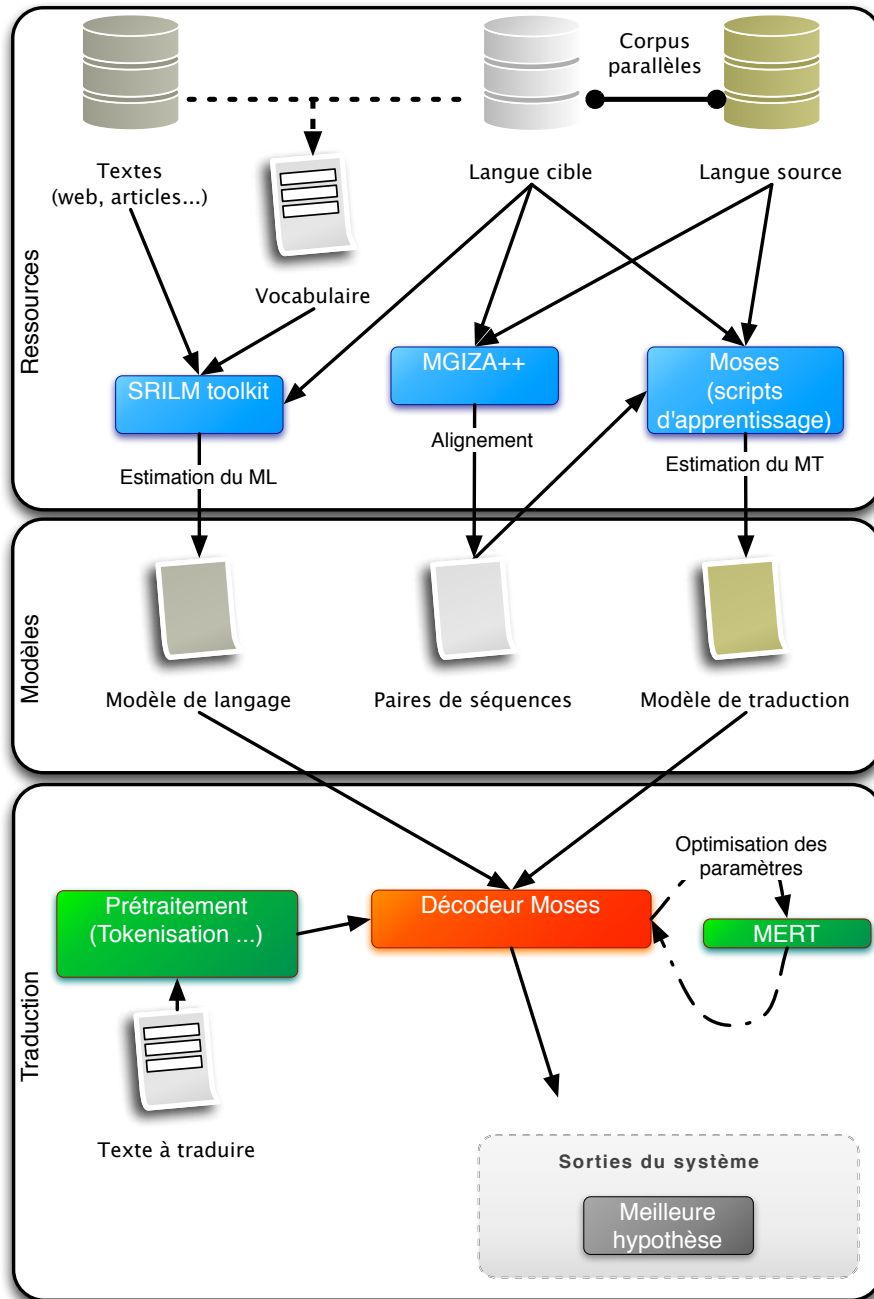 Corpus
parallèles
Textes
(web, articles...)
Langue cible
Langue source
Vocabulaire
Ressources
SRILM toolkit
MGIZA++
Moses
(scripts
d'apprentissage)
Estimation du ML
Alignement
Estimation du MT
Modèles
Modèle de langage
Paires de séquences
Modèle de traduction
Traduction
Optimisation des
paramètres
Prétraitement
(Tokenisation ...)
Décodeur Moses
MERT
Texte à traduire
Sorties du système
Meilleure
hypothèse